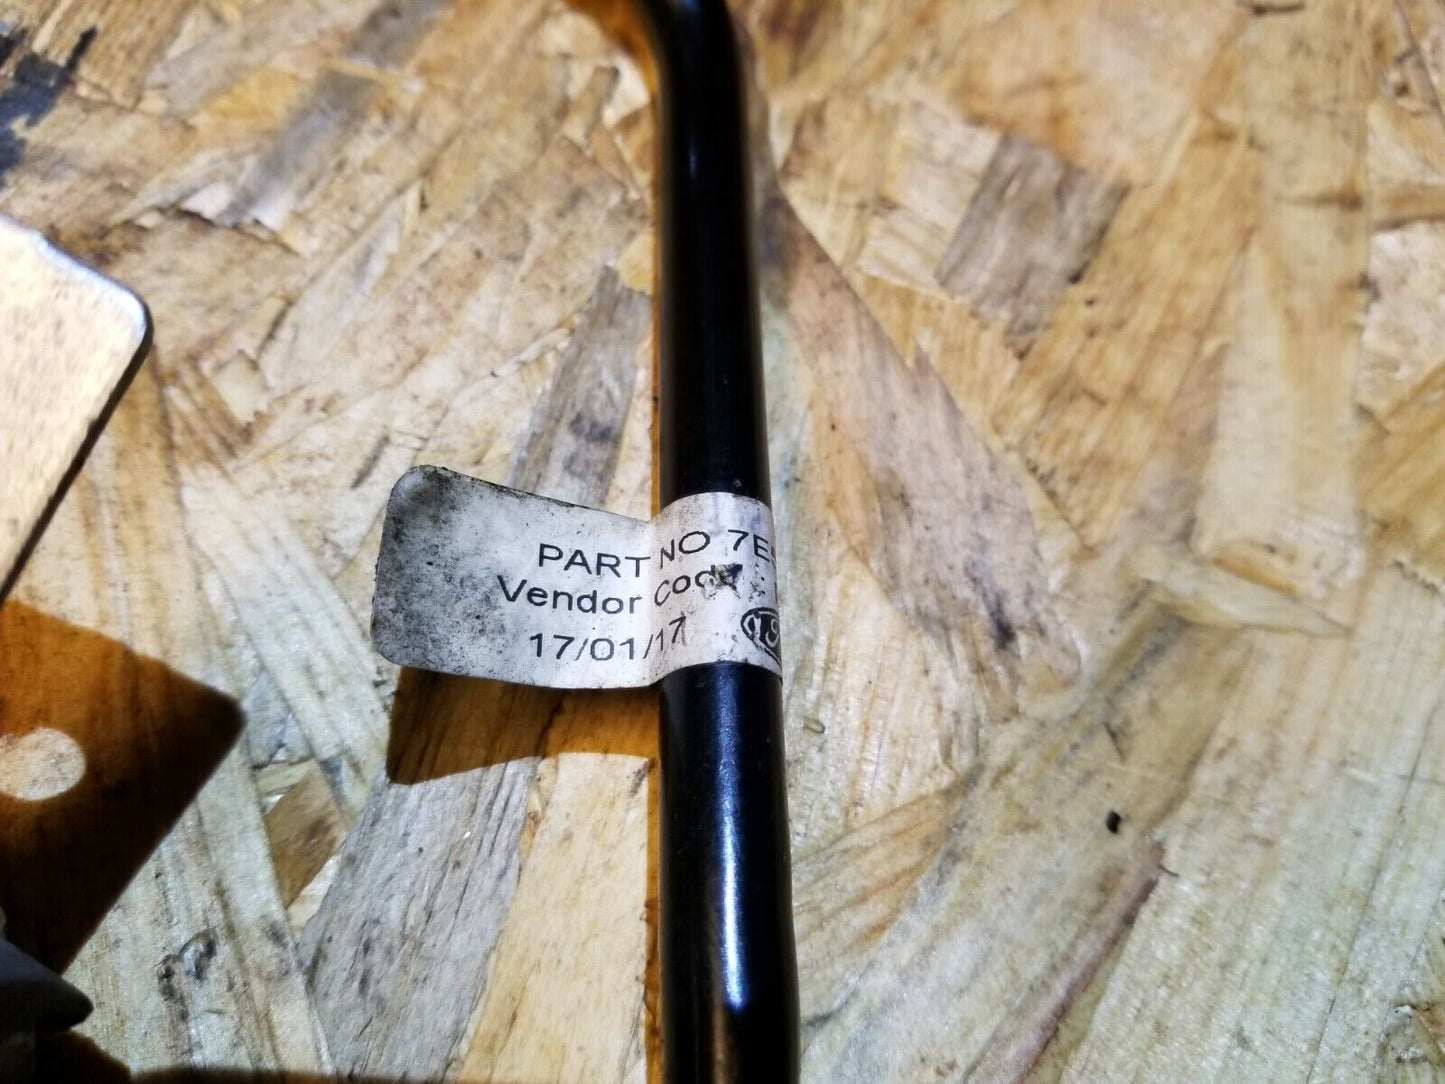 PART NO 7E
Vendor Code
17/01/17